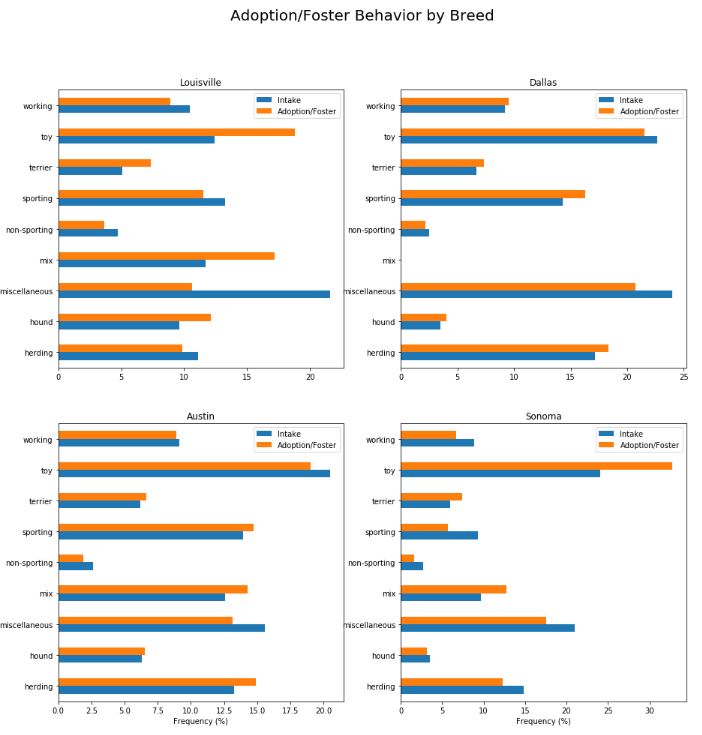 Adoption/Foster Behavior by Breed
Louisville
Intake
Adoption/Foster
working
toy
terrier
sporting
non-sporting
mix
miscellaneous
hound
herding
0 5 10 15 20
Dallas
Intake
Adoption/Foster
working
toy
terrier
sporting
non-sporting
mix
miscellaneous
hound
herding
0 5 10 15 20 25
Austin
Intake
Adoption/Foster
working
toy
terrier
sporting
non-sporting
mix
miscellaneous
hound
herding
0.0 2.5 5.0 7.5 10.0 12.5 15.0 17.5 20.0
Frequency (%)
Sonoma
Intake
Adoption/Foster
working
toy
terrier
sporting
non-sporting
mix
miscellaneous
hound
herding
0 5 10 15 20 25 30
Frequency (%)